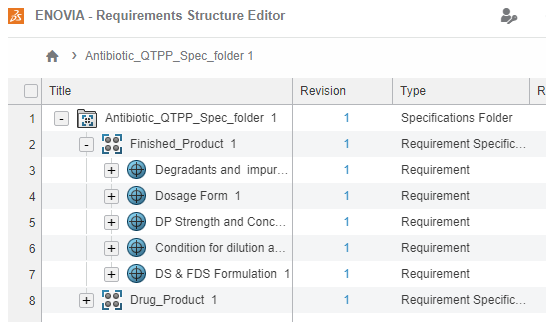 ENOVIA - Requirements Structure Editor
Antibiotic_QTPP_Spec_folder 1
Title Revision Type R
1 Antibiotic_QTPP_Spec_folder 1 1 Specifications Folder
2 Finished_Product 1 1 Requirement Specific...
3 Degradants and impur... 1 Requirement
4 Dosage Form 1 1 Requirement
5 DP Strength and Conc... 1 Requirement
6 Condition for dilution a... 1 Requirement
7 DS & FDS Formulation 1 1 Requirement
8 Drug_Product 1 1 Requirement Specific...